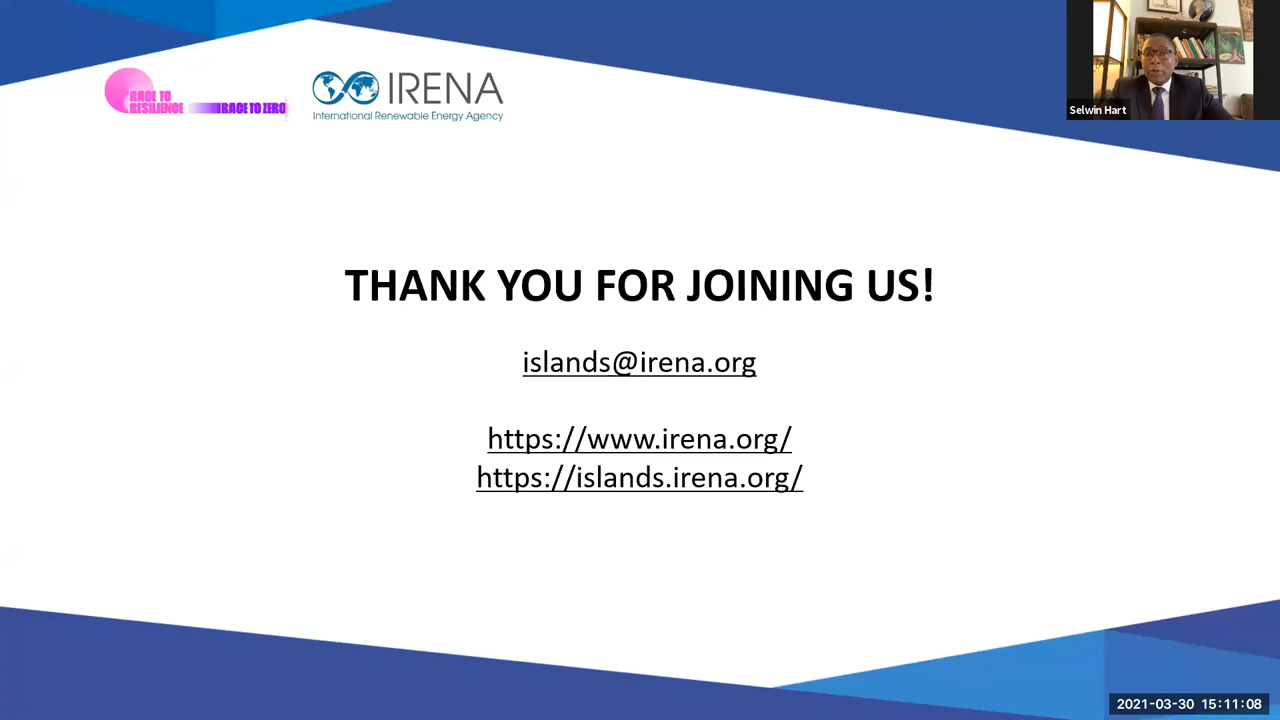 RACE TO
RESILIENCE
RACE TO ZERO
IRENA
International Renewable Energy Agency
Selwin Hart
THANK YOU FOR JOINING US!
islands@irena.org
https://www.irena.org/
https://islands.irena.org/
2021-03-30 15:11:08